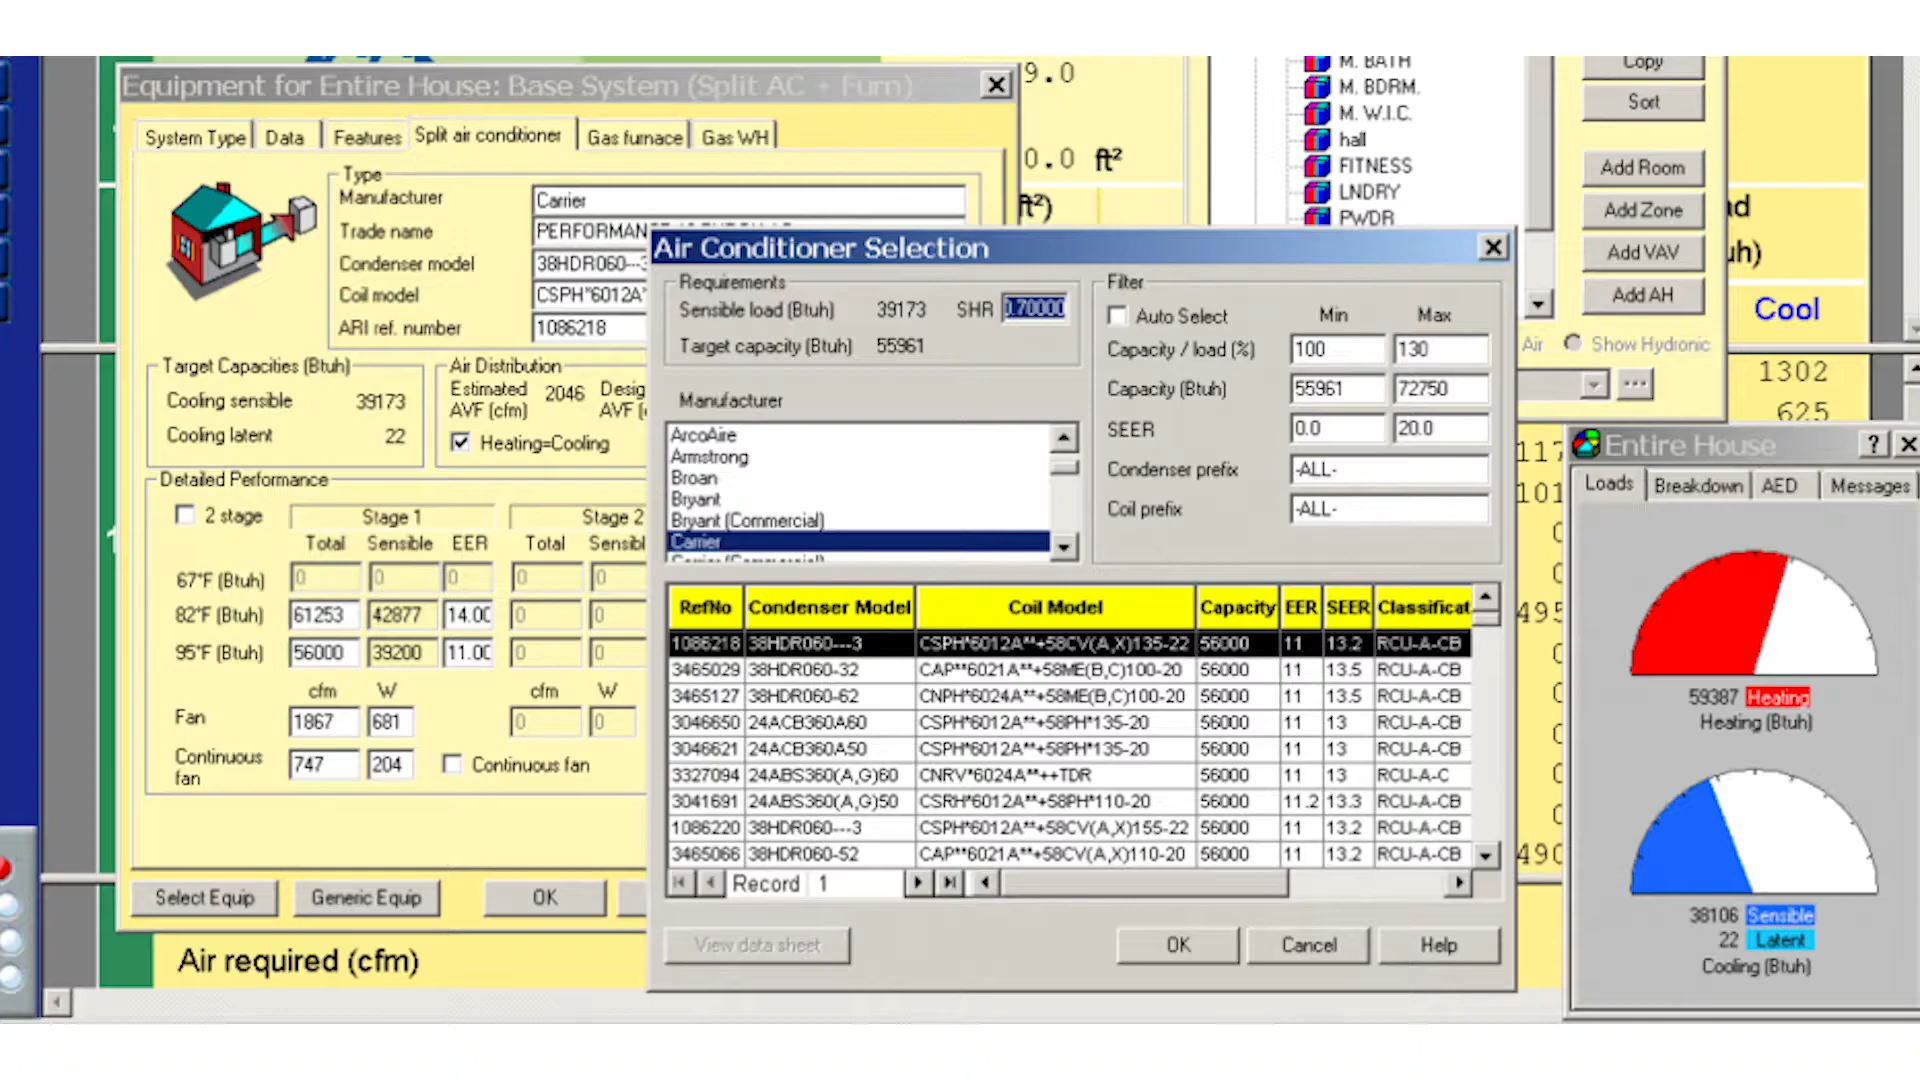 Equipment for Entire House: Base System (Split AC + Furn)
System Type
Data
Features
Split air conditioner
Gas furnace
Gas WH
Type
Manufacturer
Carrier
Trade name
Condenser model
38HDR060---3
Coil model
CSPH*6012A*
ARI ref. number
1086218
Target Capacities (Btuh)
Cooling sensible 39173
Cooling latent 22
Air Distribution
Estimated AVF (cfm) 2046
Heating=Cooling
Detailed Performance
2 stage
Stage 1
Stage 2
Total Sensible EER Total
67°F (Btuh) 0 0 0 0 0
82°F (Btuh) 61253 42877 0 0
95°F (Btuh) 56000 39200 0 0
cfm W cfm W
Fan 1867 681 0 0
Continuous fan 747 204
Continuous fan
Select Equip
Generic Equip
OK
Air required (cfm)
9.0
0.0 ft²
ft²)
Air Conditioner Selection
Requirements
Sensible load (Btuh) 39173 SHR 0.70000
Target capacity (Btuh) 55961
Manufacturer
ArcoAire
Armstrong
Broan
Bryant
Bryant (Commercial)
Carrier
Carrier (Commercial)
Filter
Auto Select Min Max
Capacity / load (%) 100 130
Capacity (Btuh) 55961 72750
SEER 0.0 20.0
Condenser prefix -ALL-
Coil prefix -ALL-
RefNo Condenser Model Coil Model Capacity EER SEER Classificat
1086218 38HDR060---3 CSPH*6012A**+58CV(A,X)135-22 56000 11 13.2 RCU-A-CB
3465029 38HDR060-32 CAP**6021A**+58ME(B,C)100-20 56000 11 13.5 RCU-A-CB
3465127 38HDR060-62 CNPH*6024A**+58ME(B,C)100-20 56000 11 13.5 RCU-A-CB
3046650 24ACB360A60 CSPH*6012A**+58PH*135-20 56000 11 13 RCU-A-CB
3046621 24ACB360A50 CSPH*6012A**+58PH*135-20 56000 11 13 RCU-A-CB
3327094 24ABS360(A,G)60 CNRV*6024A**++TDR 56000 11 13 RCU-A-C
3041691 24ABS360(A,G)50 CSRH*6012A**+58PH*110-20 56000 11.2 13.3 RCU-A-CB
1086220 38HDR060---3 CSPH*6012A**+58CV(A,X)155-22 56000 11 13.2 RCU-A-CB
3465066 38HDR060-52 CAP**6021A**+58CV(A,X)110-20 56000 11 13.2 RCU-A-CB
Record 1
View data sheet
OK
Cancel
Help
M. BATH
M. BDRM.
M. W.I.C.
hall
FITNESS
LNDRY
PWDR
Copy
Sort
Add Room
Add Zone
Add VAV
Add AH
Air
Show Hydronic
Cool
1302
625
Entire House
Loads
Breakdown
AED
Messages
59387 Heating
Heating (Btuh)
38106 Sensible
22 Latent
Cooling (Btuh)